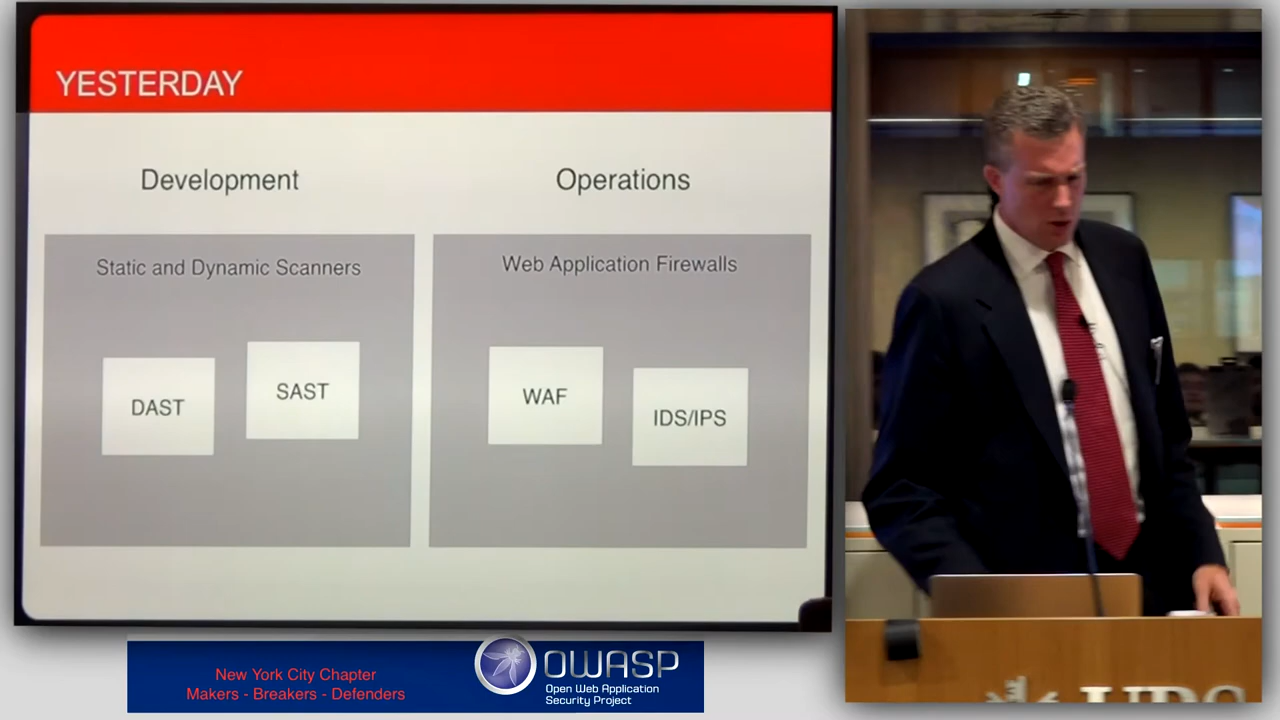 YESTERDAY
Development
Operations
Static and Dynamic Scanners
Web Application Firewalls
DAST
SAST
WAF
IDS/IPS
New York City Chapter
Makers - Breakers - Defenders
OWASP
Open Web Application
Security Project